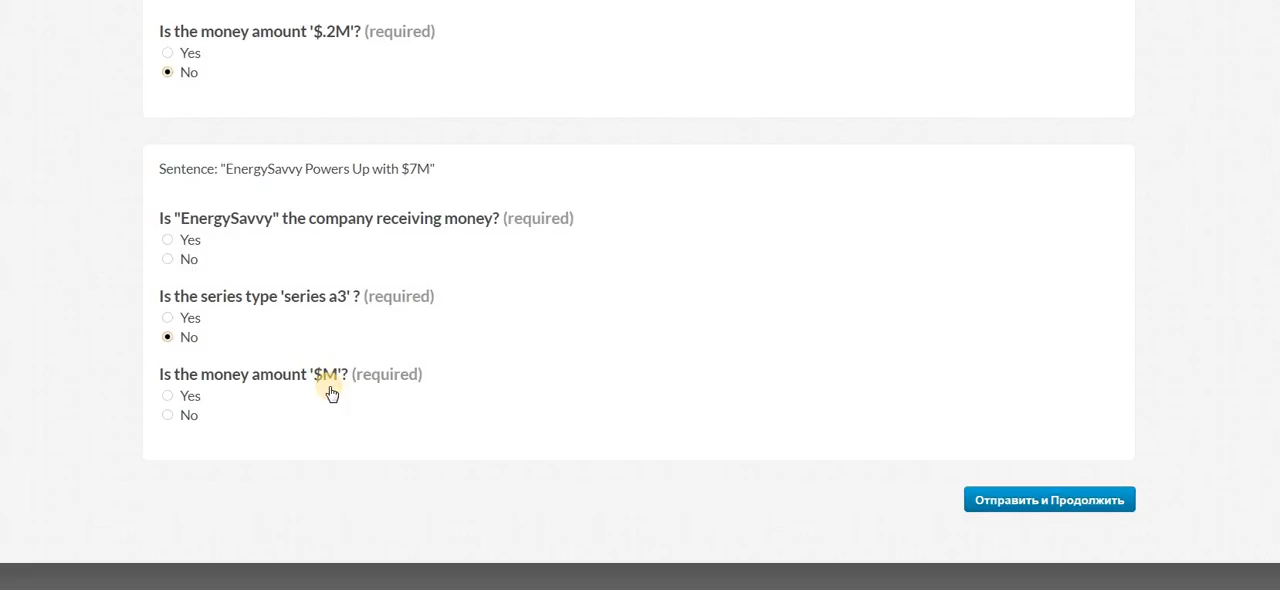 Is the money amount '$.2M'? (required)
Yes
No
Sentence: "EnergySavvy Powers Up with $7M"
Is "EnergySavvy" the company receiving money? (required)
Yes
No
Is the series type 'series a3' ? (required)
Yes
No
Is the money amount '$M'? (required)
Yes
No
Отправить и Продолжить